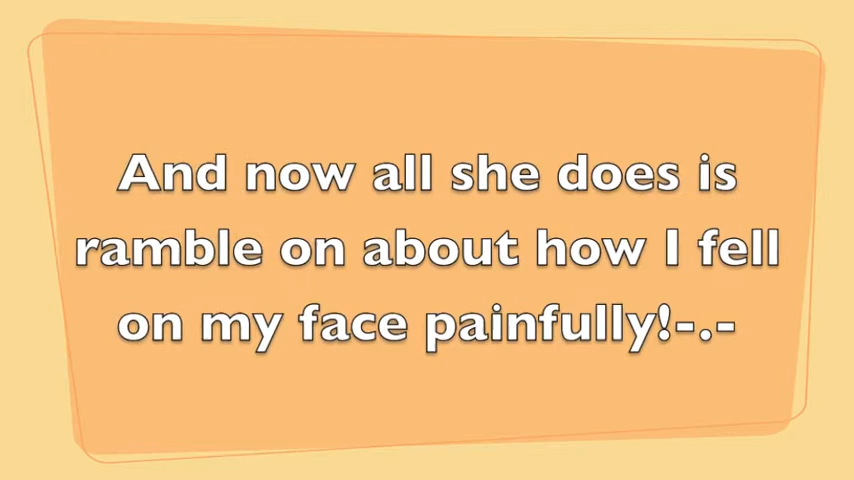 And now all she does is
ramble on about how I fell
on my face painfully!-.-